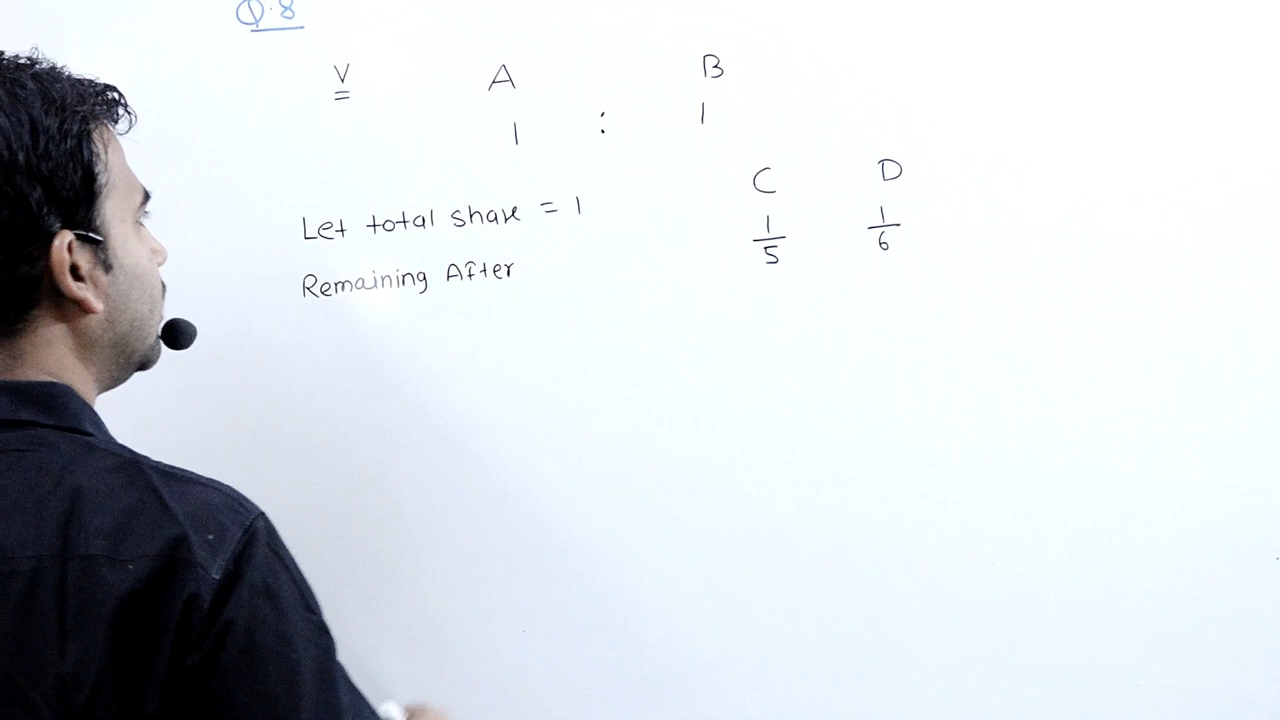 Q.8
V A B
1 : 1
C D
Let total share = 1 1/5 1/6
Remaining After